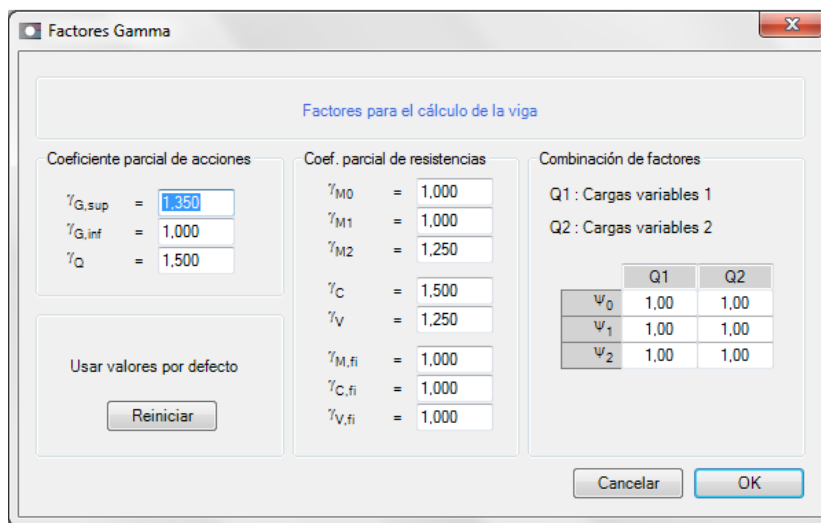 Factores Gamma
Factores para el cálculo de la viga
Coeficiente parcial de acciones
γG,sup = 1,350
γG,inf = 1,000
γQ = 1,500
Usar valores por defecto
Reiniciar
Coef. parcial de resistencias
γM0 = 1,000
γM1 = 1,000
γM2 = 1,250
γC = 1,500
γV = 1,250
γM,fi = 1,000
γC,fi = 1,000
γV,fi = 1,000
Combinación de factores
Q1 : Cargas variables 1
Q2 : Cargas variables 2
Q1 Q2
Ψ0 1,00 1,00
Ψ1 1,00 1,00
Ψ2 1,00 1,00
Cancelar OK